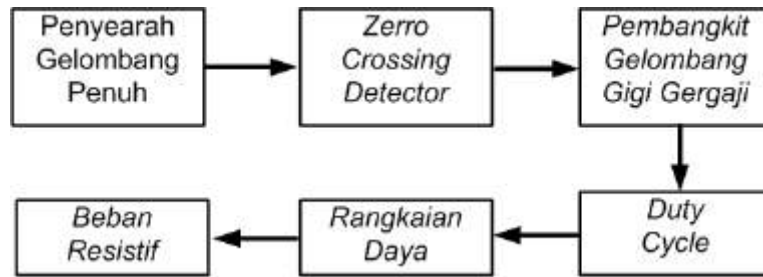 Penyearah
Gelombang
Penuh
Zerro
Crossing
Detector
Pembangkit
Gelombang
Gigi Gergaji
Duty
Cycle
Rangkaian
Daya
Beban
Resistif